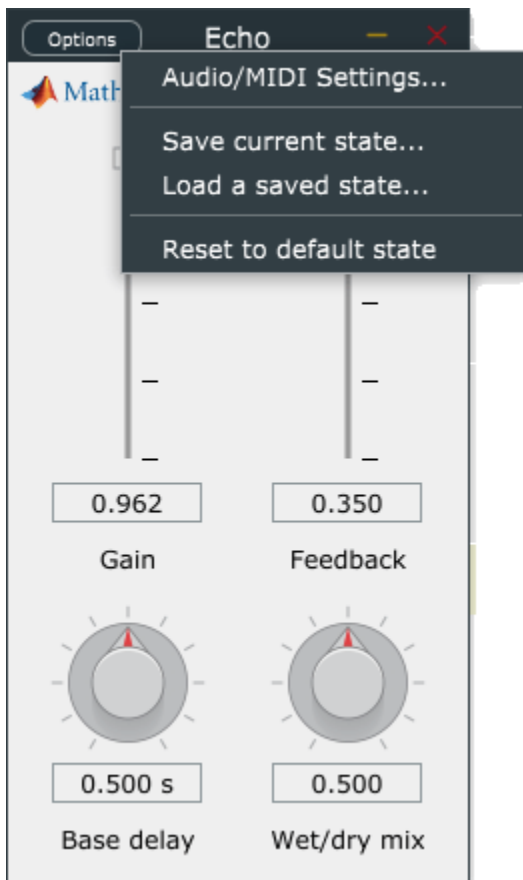 Options Echo
Math
Audio/MIDI Settings...
Save current state...
Load a saved state...
Reset to default state
0.962 0.350
Gain Feedback
0.500 s 0.500
Base delay Wet/dry mix